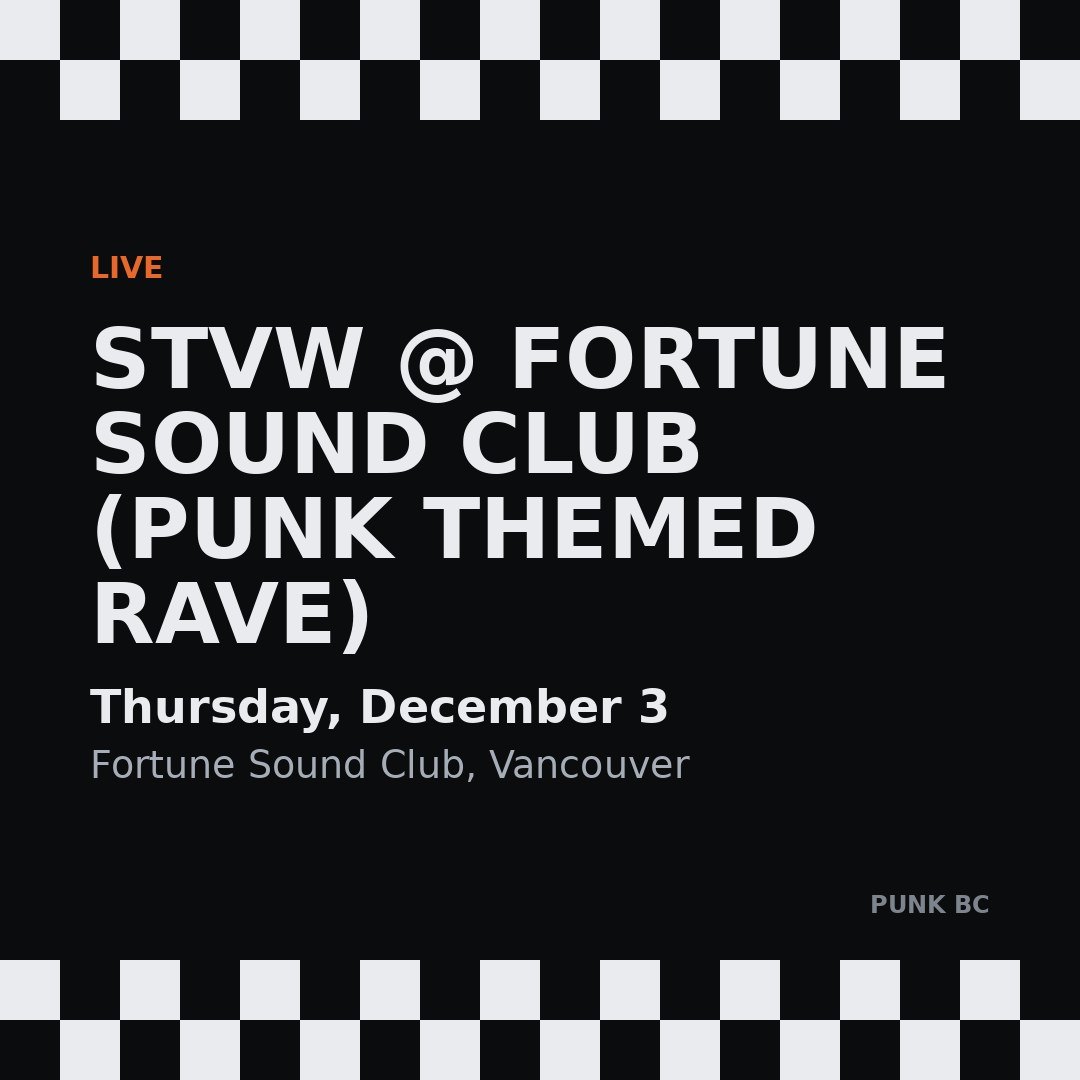 LIVE
STVW @ FORTUNE
SOUND CLUB
(PUNK THEMED
RAVE)
Thursday, December 3
Fortune Sound Club, Vancouver
PUNK BC